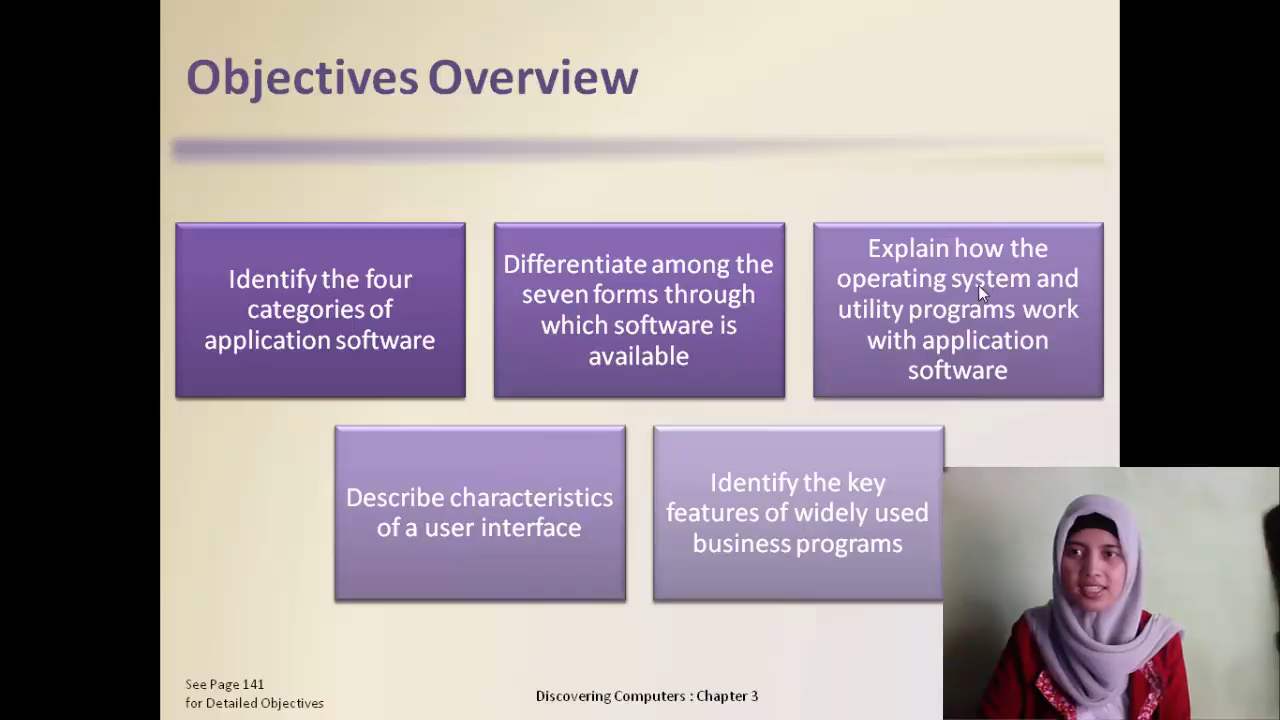 Objectives Overview
Identify the four
categories of
application software
Differentiate among the
seven forms through
which software is
available
Explain how the
operating system and
utility programs work
with application
software
Describe characteristics
of a user interface
Identify the key
features of widely used
business programs
See Page 141
for Detailed Objectives
Discovering Computers : Chapter 3